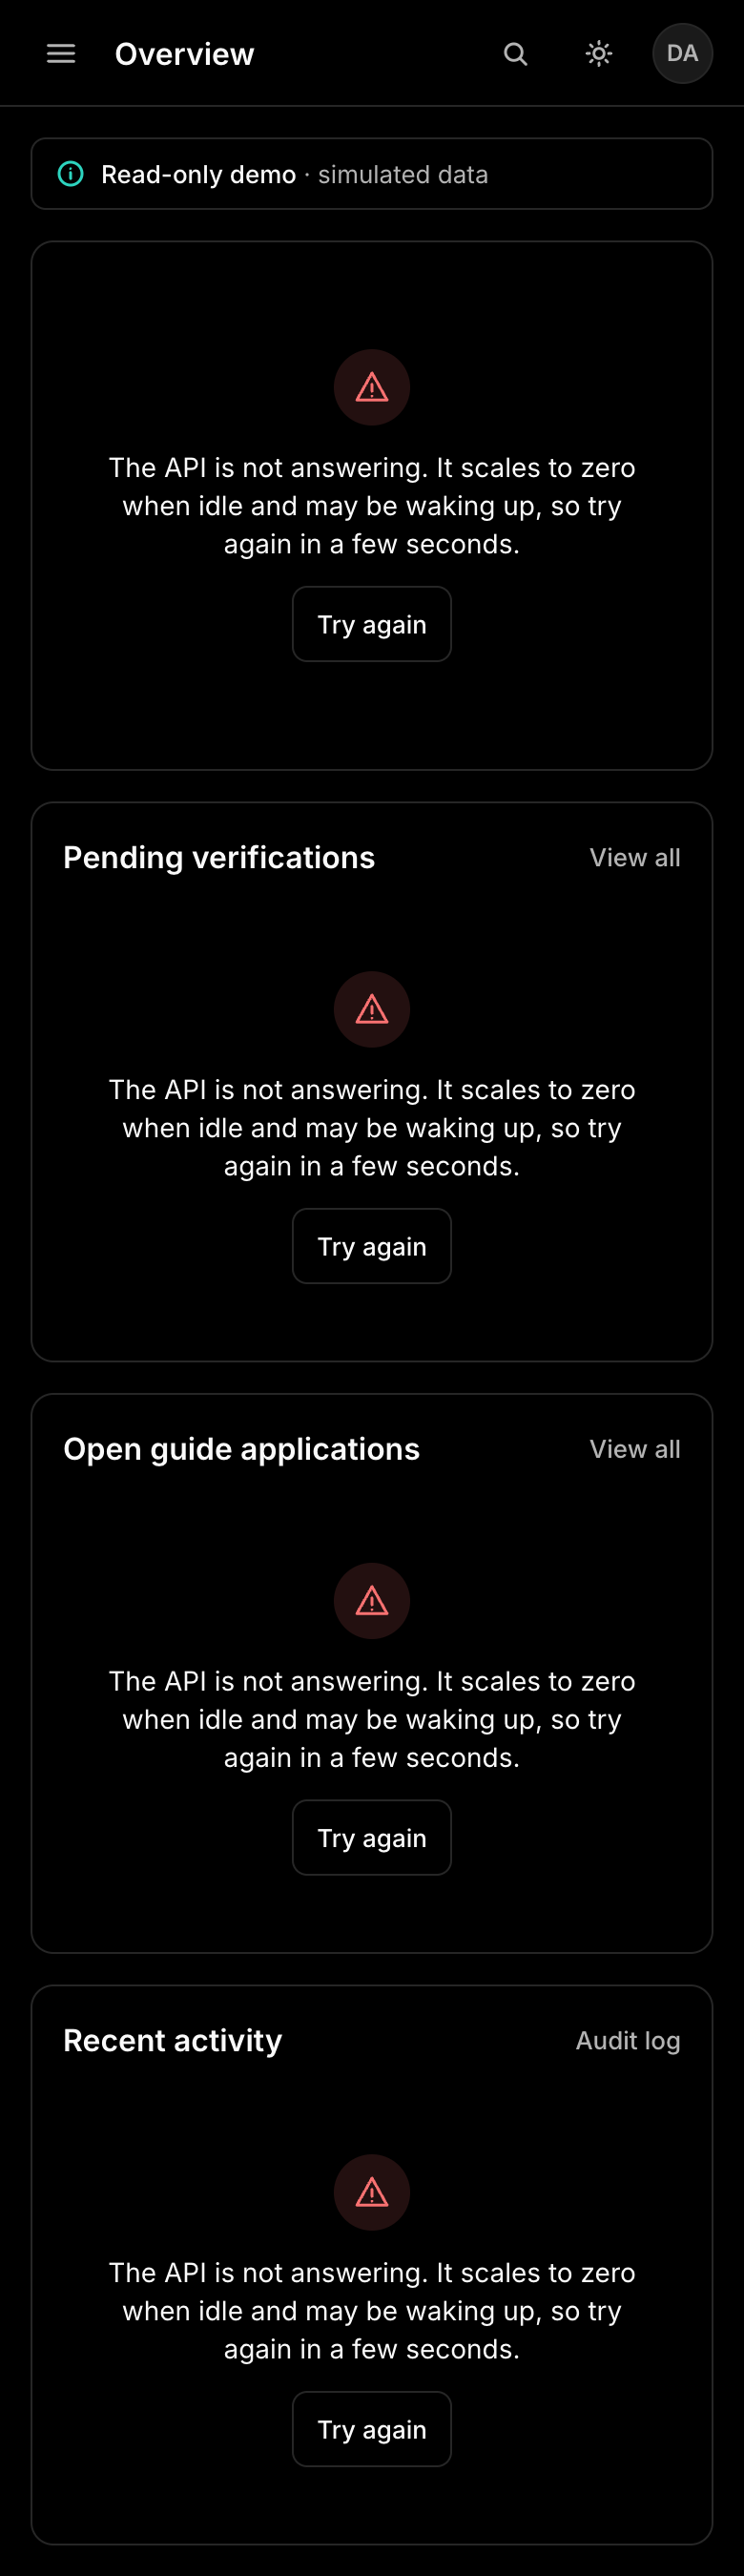 Overview
DA
Read-only demo · simulated data
The API is not answering. It scales to zero
when idle and may be waking up, so try
again in a few seconds.
Try again
Pending verifications
View all
The API is not answering. It scales to zero
when idle and may be waking up, so try
again in a few seconds.
Try again
Open guide applications
View all
The API is not answering. It scales to zero
when idle and may be waking up, so try
again in a few seconds.
Try again
Recent activity
Audit log
The API is not answering. It scales to zero
when idle and may be waking up, so try
again in a few seconds.
Try again